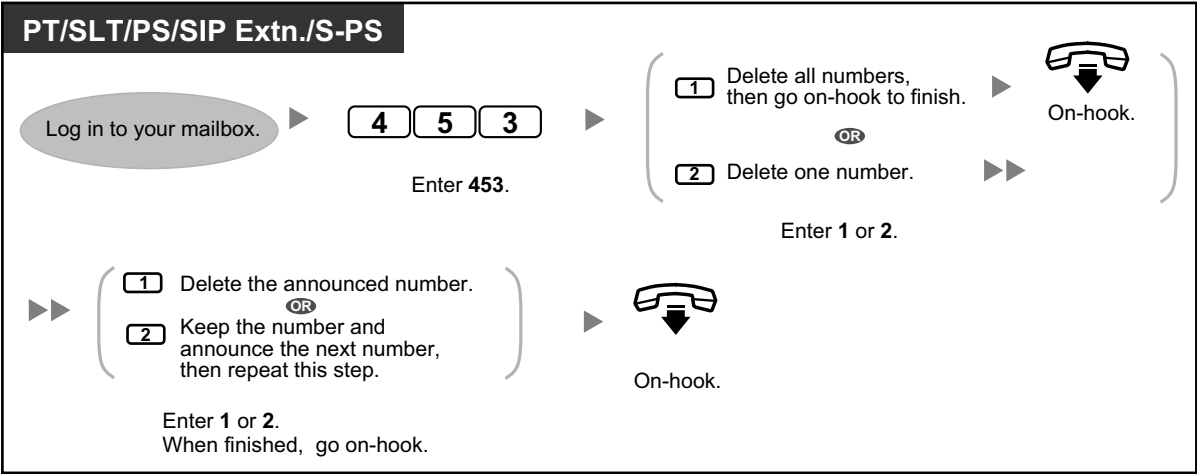 PT/SLT/PS/SIP Extn./S-PS
Log in to your mailbox.
4 5 3
Enter 453.
1 Delete all numbers,
then go on-hook to finish.
OR
2 Delete one number.
Enter 1 or 2.
On-hook.
1 Delete the announced number.
OR
2 Keep the number and
announce the next number,
then repeat this step.
Enter 1 or 2.
When finished, go on-hook.
On-hook.